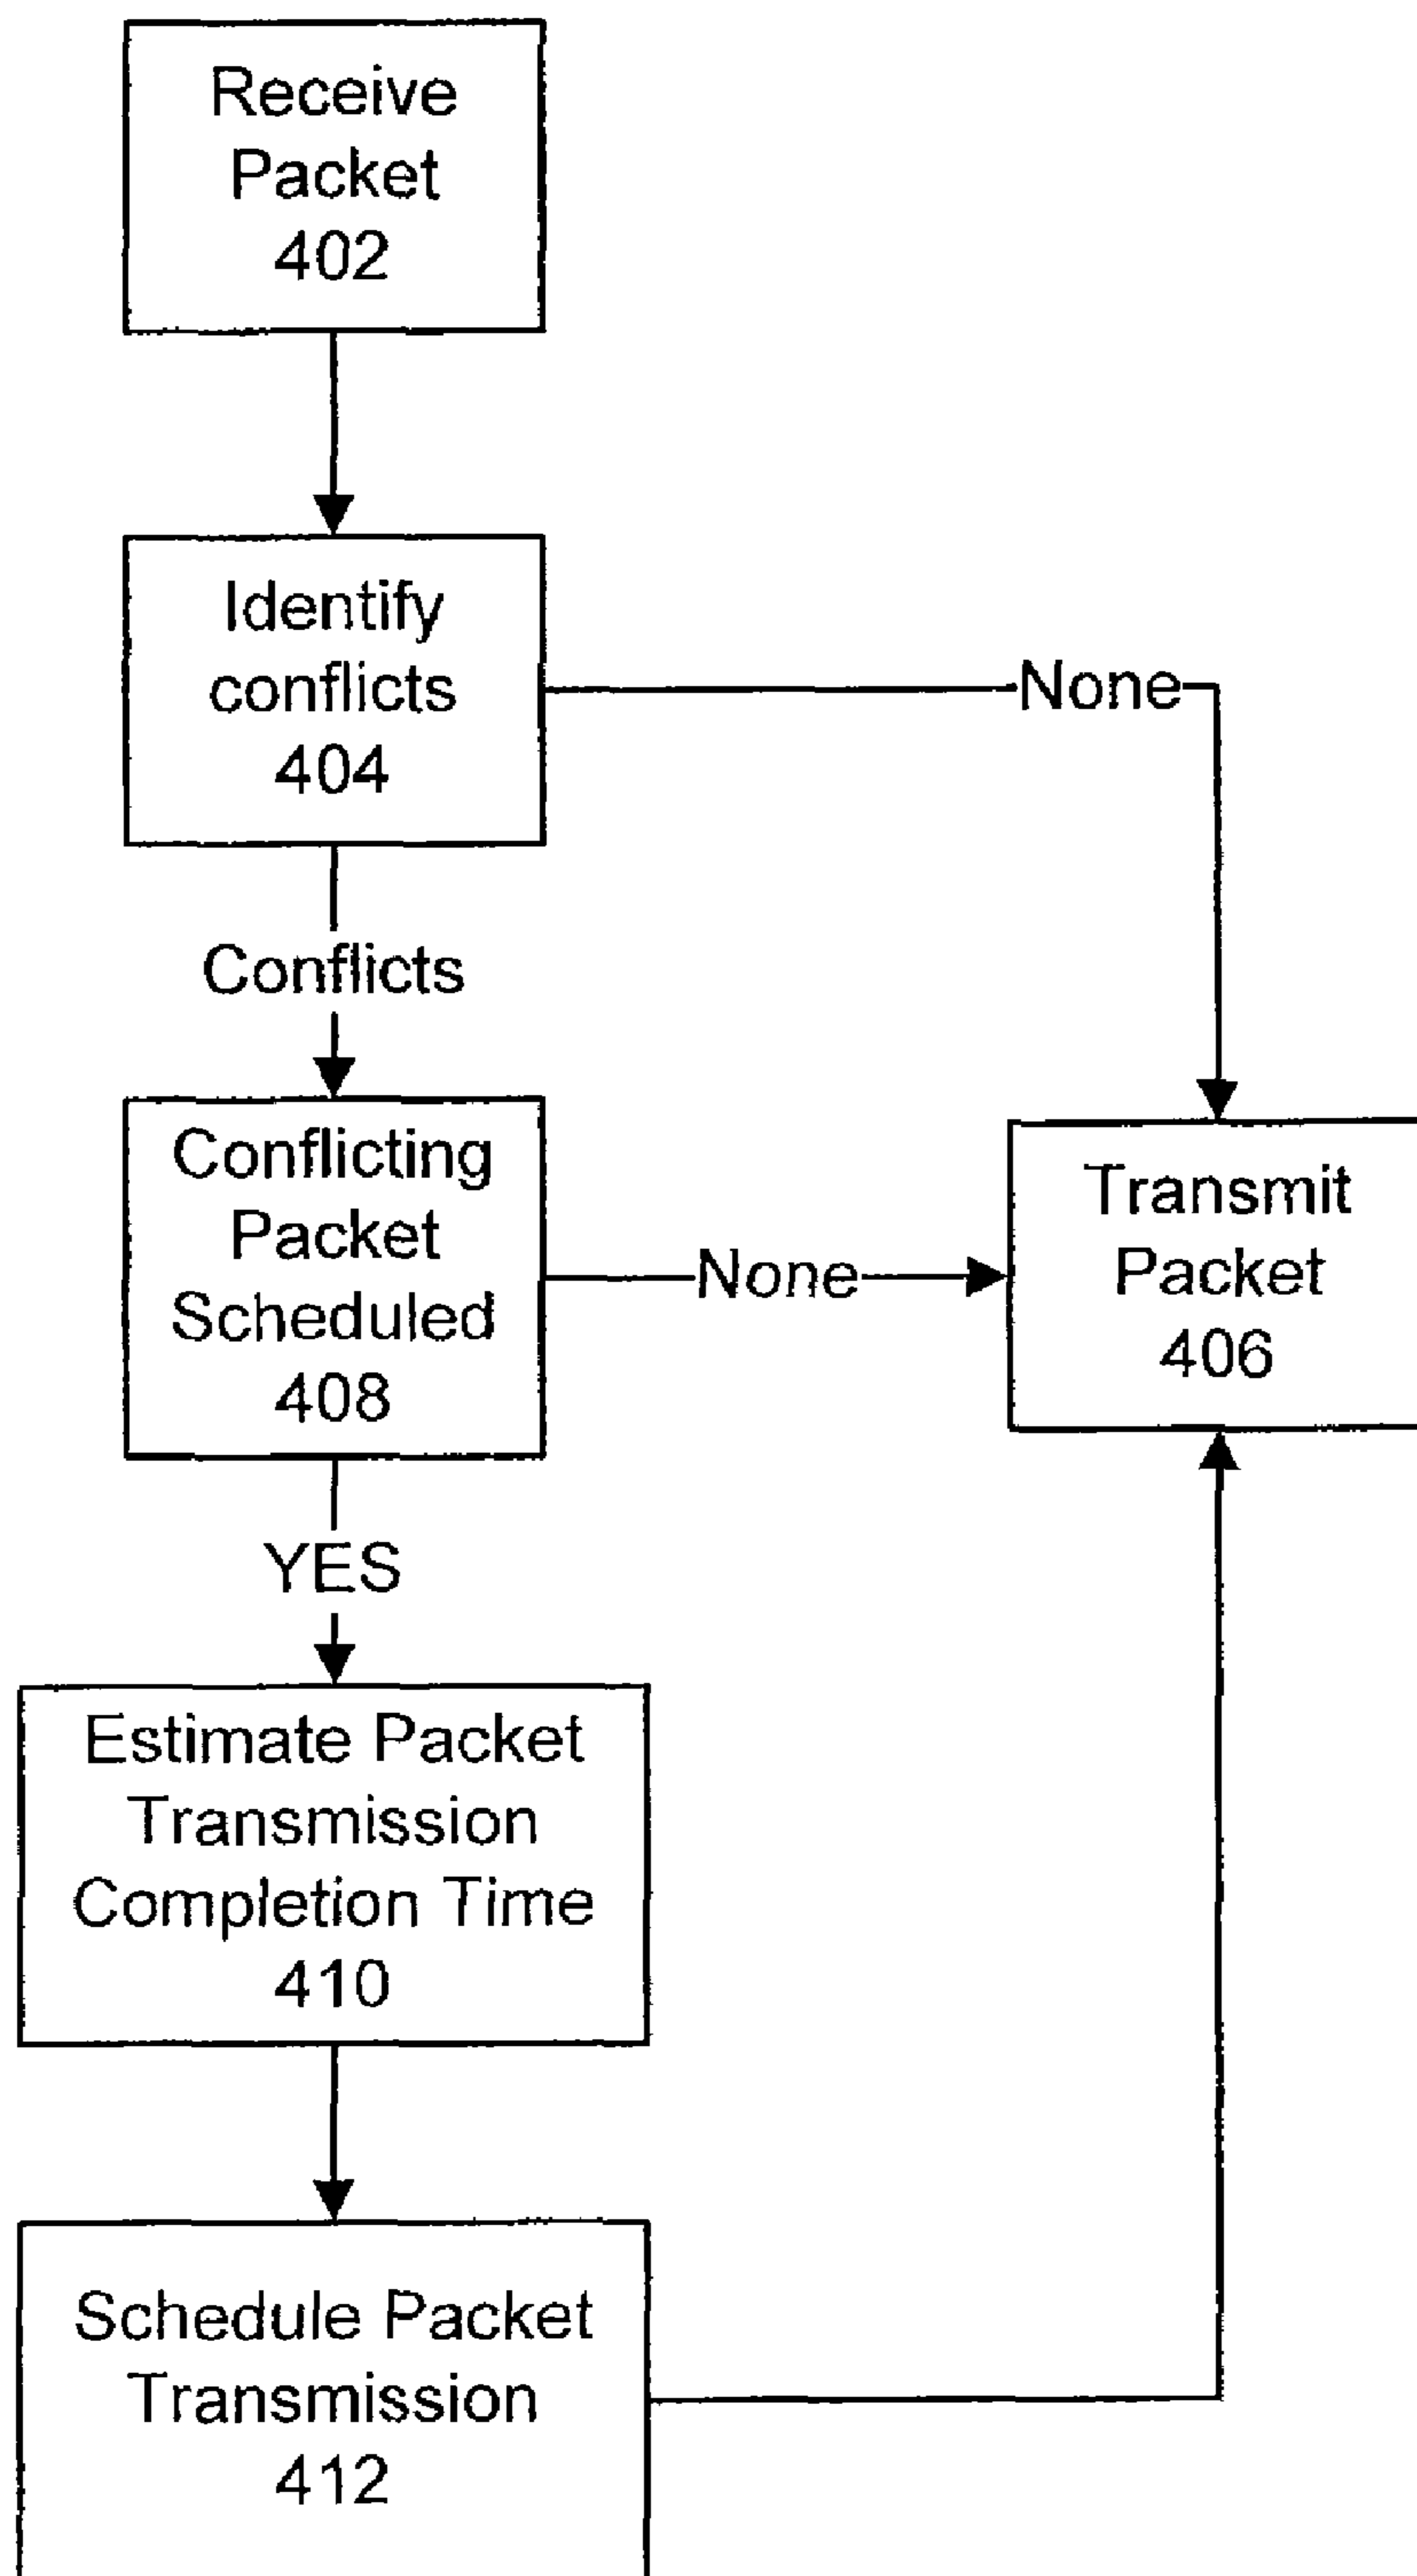 Receive
Packet
402
Identify
conflicts
404
None
Conflicts
Conflicting
Packet
Scheduled
408
None
Transmit
Packet
406
YES
Estimate Packet
Transmission
Completion Time
410
Schedule Packet
Transmission
412